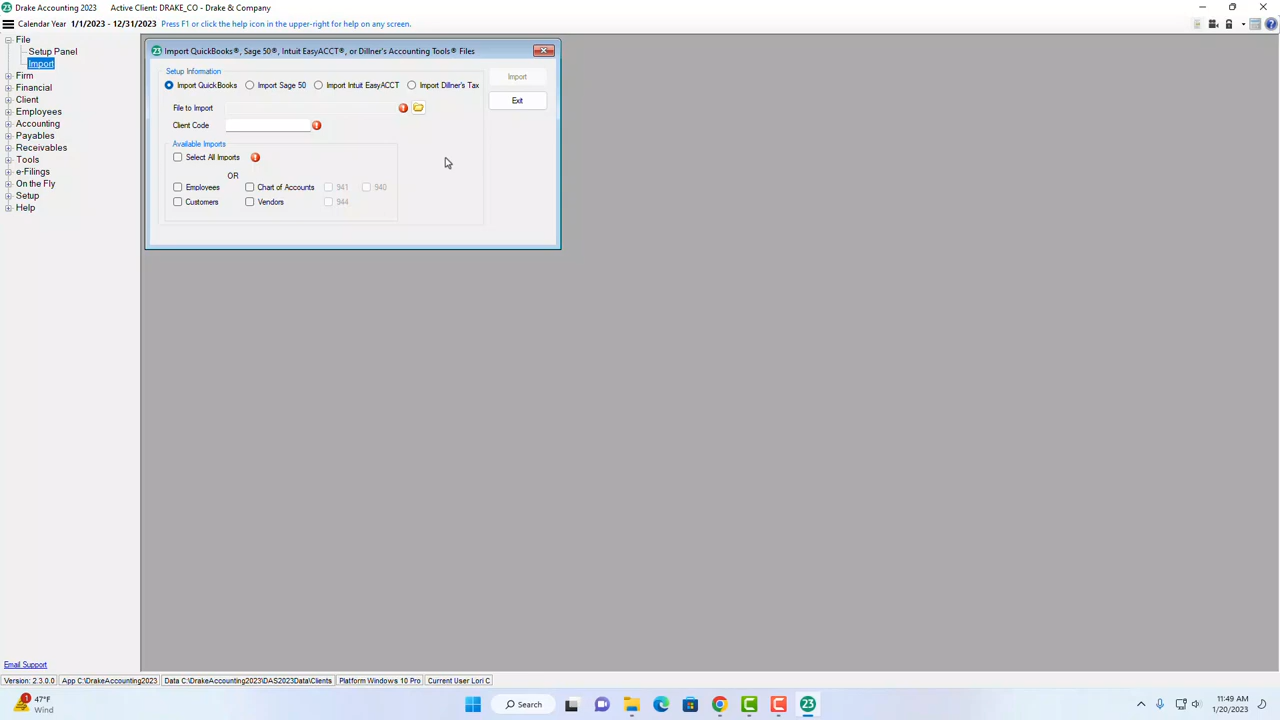 Drake Accounting 2023 Active Client: DRAKE_CO - Drake & Company
Calendar Year 1/1/2023 - 12/31/2023 Press F1 or click the help icon in the upper-right for help on any screen.
File
Setup Panel
Import
Firm
Financial
Client
Employees
Accounting
Payables
Receivables
Tools
e-Filings
On the Fly
Setup
Help
23 Import QuickBooks®, Sage 50®, Intuit EasyACCT®, or Dillner's Accounting Tools® Files
Setup Information
Import QuickBooks Import Sage 50 Import Intuit EasyACCT Import Dillner's Tax
File to Import
Client Code
Available Imports
Select All Imports
OR
Employees Chart of Accounts 941 940
Customers Vendors 944
Import
Exit
Email Support
Version: 2.3.0.0 App C:\DrakeAccounting2023 Data C:\DrakeAccounting2023\DAS2023Data\Clients Platform Windows 10 Pro Current User Lori C
1 47°F
Wind
Search
23
11:49 AM
1/20/2023